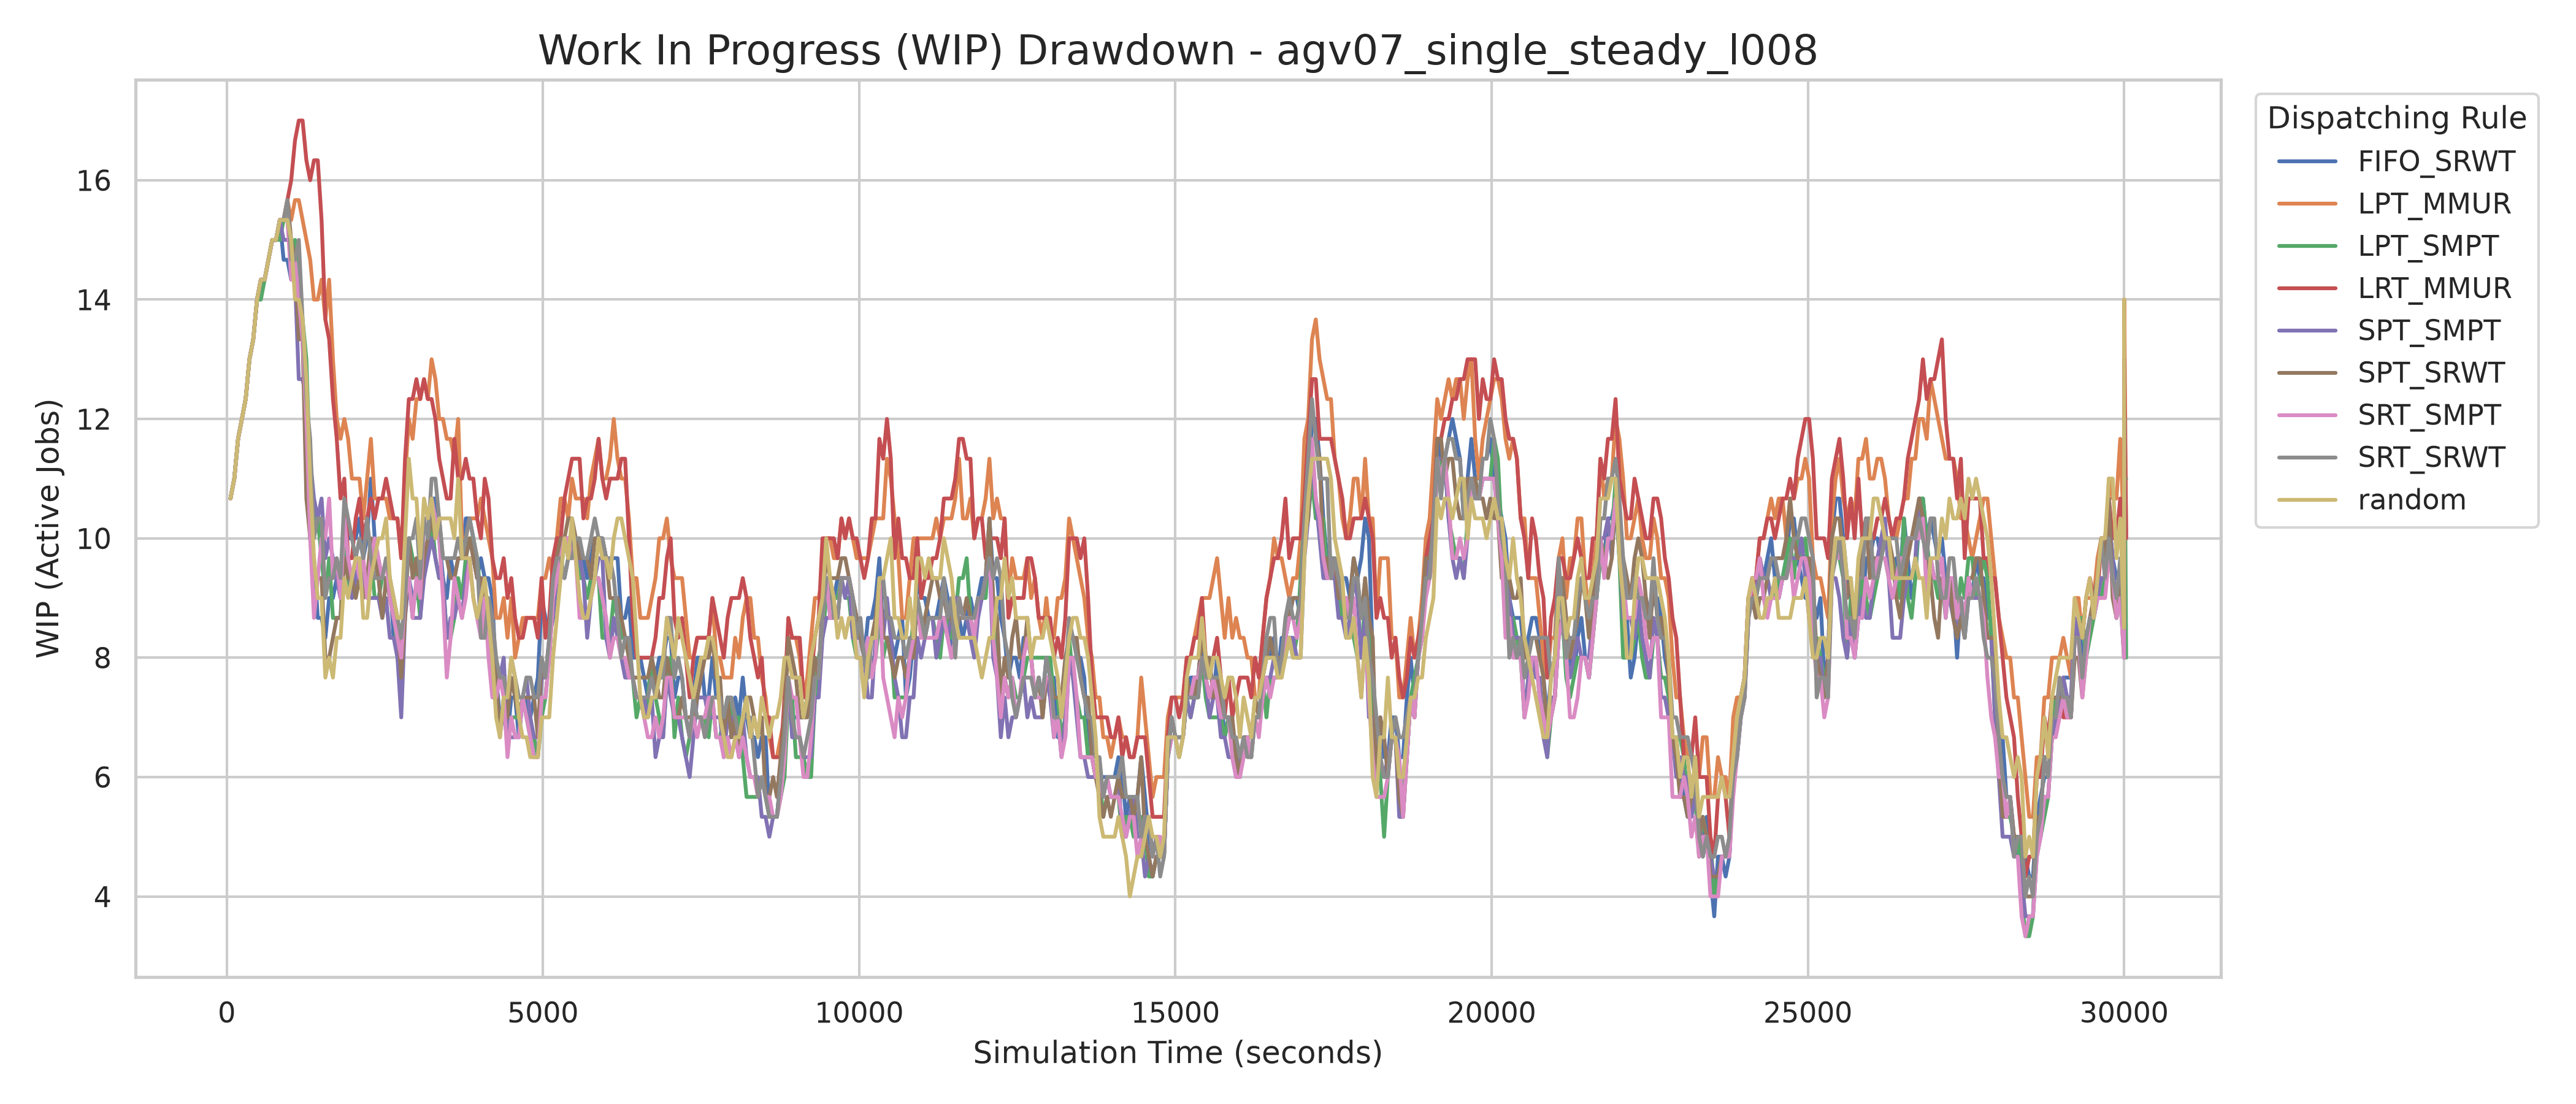 Work In Progress (WIP) Drawdown - agv07_single_steady_l008
WIP (Active Jobs)
16
14
12
10
8
6
4
0
5000
10000
15000
20000
25000
30000
Simulation Time (seconds)
Dispatching Rule
FIFO_SRWT
LPT_MMUR
LPT_SMPT
LRT_MMUR
SPT_SMPT
SPT_SRWT
SRT_SMPT
SRT_SRWT
random